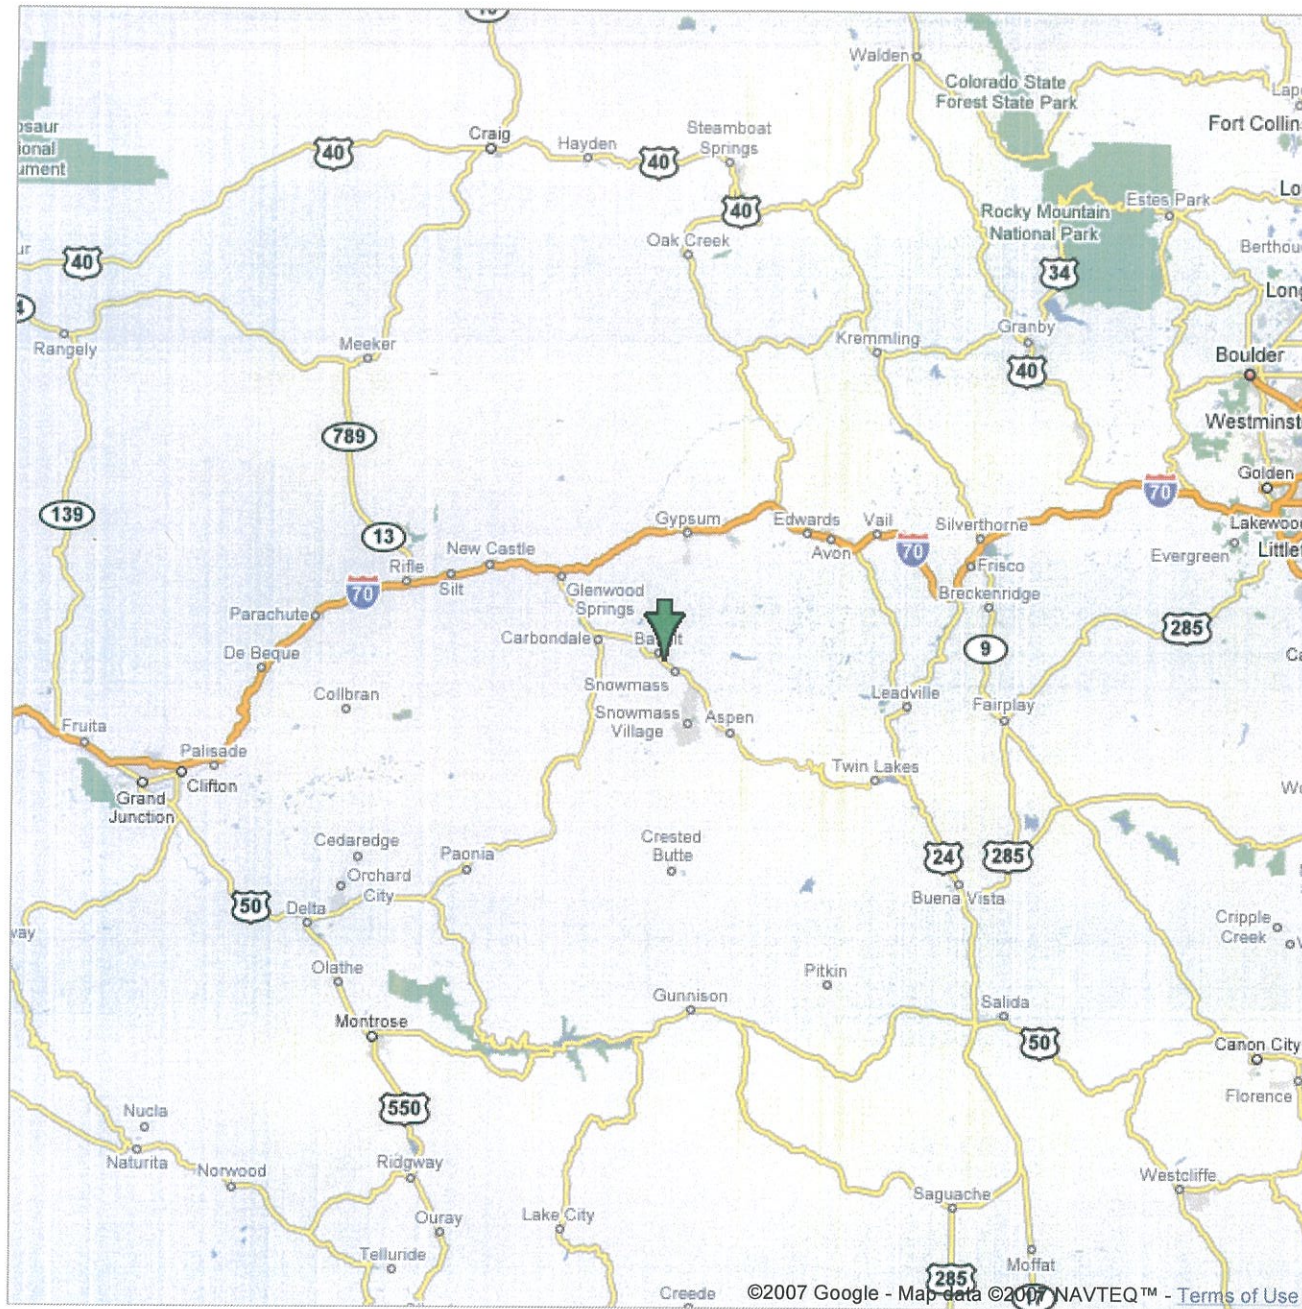 Walden
Colorado State
Forest State Park
Fort Collin
Craig
Hayden
Steamboat
Springs
40
40
40
Estes Park
Rocky Mountain
National Park
Oak Creek
40
34
Berthou
Long
Rangely
Meeker
Kremmling
Granby
40
Boulder
789
Westminst
Golden
139
70
13
Gypsum
Edwards
Vail
Silverthorne
Lakewood
New Castle
Avon
70
Evergreen
Littlet
Rifle
Silt
Frisco
70
Glenwood
Springs
Breckenridge
Parachute
Carbondale
285
9
De Beque
Snowmass
Collbran
Leadville
Fairplay
Fruita
Snowmass
Village
Aspen
Palisade
Clifton
Twin Lakes
Grand
Junction
Cedaredge
Crested
Butte
Paonia
24
285
Orchard
City
Buena Vista
50
Delta
Cripple
Creek
way
Olathe
Pitkin
Gunnison
Salida
Montrose
50
Canon City
Florence
550
Nucla
Naturita
Norwood
Ridgway
Westcliffe
Saguache
Ouray
Lake City
Telluride
Moffat
285
17
Creede
©2007 Google - Map data ©2007 NAVTEQ™ - Terms of Use